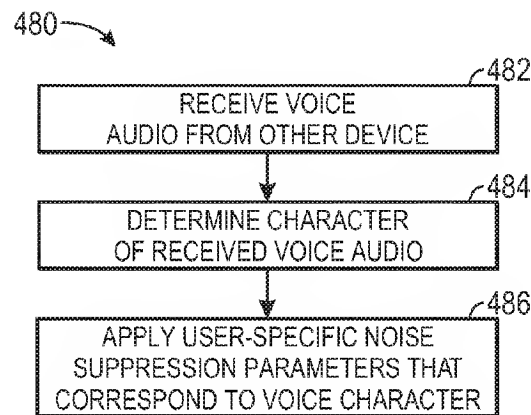 480
482
RECEIVE VOICE
AUDIO FROM OTHER DEVICE
484
DETERMINE CHARACTER
OF RECEIVED VOICE AUDIO
486
APPLY USER-SPECIFIC NOISE
SUPPRESSION PARAMETERS THAT
CORRESPOND TO VOICE CHARACTER